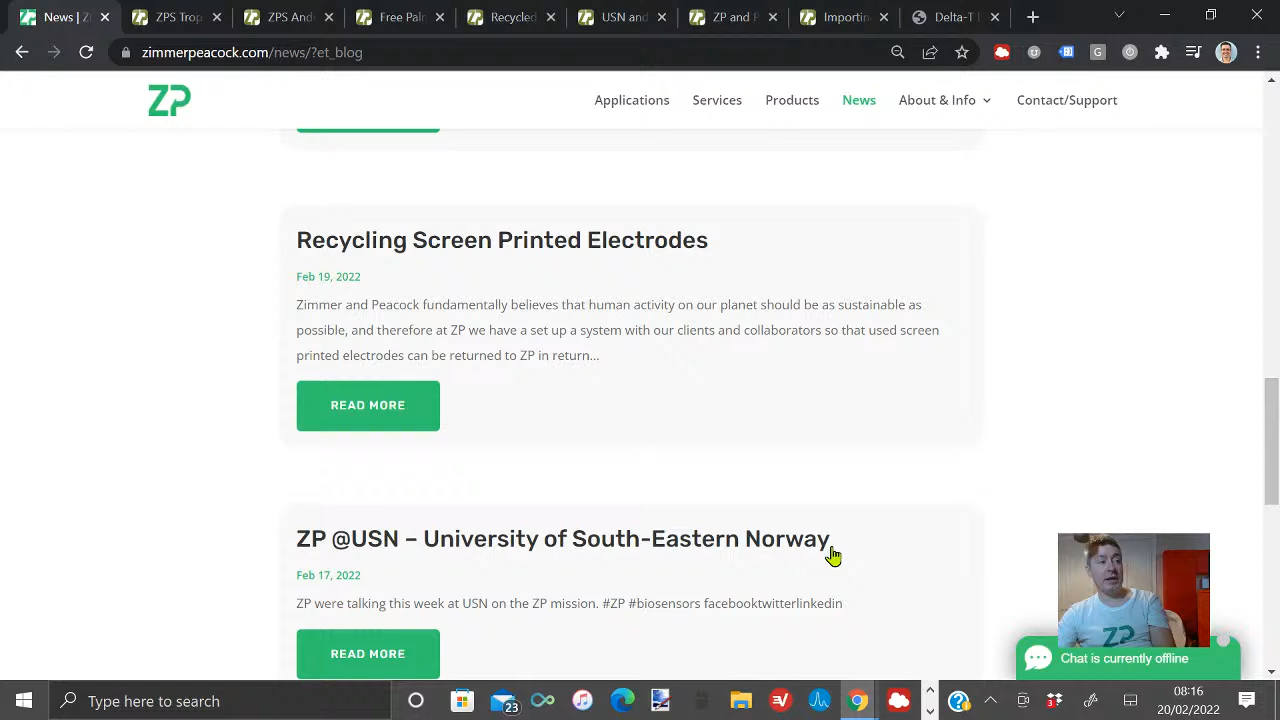 News | Z
ZPS Trop
ZPS And
Free Pal
Recycled
USN and
ZP and P
Importin
Delta-T
zimmerpeacock.com/news/?et_blog
G
ZP
Applications
Services
Products
News
About & Info
Contact/Support
Recycling Screen Printed Electrodes
Feb 19, 2022
Zimmer and Peacock fundamentally believes that human activity on our planet should be as sustainable as
possible, and therefore at ZP we have a set up a system with our clients and collaborators so that used screen
printed electrodes can be returned to ZP in return...
READ MORE
ZP @USN – University of South-Eastern Norway
Feb 17, 2022
ZP were talking this week at USN on the ZP mission. #ZP #biosensors facebooktwitterlinkedin
READ MORE
ZP
Chat is currently offline
Type here to search
23
3
08:16
20/02/2022